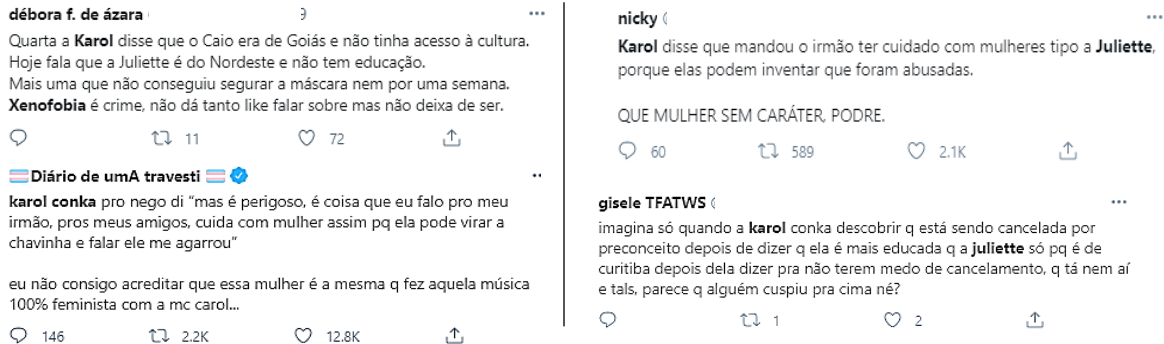 débora f. de ázara
Quarta a Karol disse que o Caio era de Goiás e não tinha acesso à cultura.
Hoje fala que a Juliette é do Nordeste e não tem educação.
Mais uma que não conseguiu segurar a máscara nem por uma semana.
Xenofobia é crime, não dá tanto like falar sobre mas não deixa de ser.
11 72
Diário de umA travesti
karol conka pro nego di “mas é perigoso, é coisa que eu falo pro meu
irmão, pros meus amigos, cuida com mulher assim pq ela pode virar a
chavinha e falar ele me agarrou”
eu não consigo acreditar que essa mulher é a mesma q fez aquela música
100% feminista com a mc carol...
146 2.2K 12.8K
nicky
Karol disse que mandou o irmão ter cuidado com mulheres tipo a Juliette,
porque elas podem inventar que foram abusadas.
QUE MULHER SEM CARÁTER, PODRE.
60 589 2.1K
gisele TFATWS
imagina só quando a karol conka descobrir q está sendo cancelada por
preconceito depois de dizer q ela é mais educada q a juliette só pq é de
curitiba depois dela dizer pra não terem medo de cancelamento, q tá nem aí
e tals, parece q alguém cuspiu pra cima né?
1 2